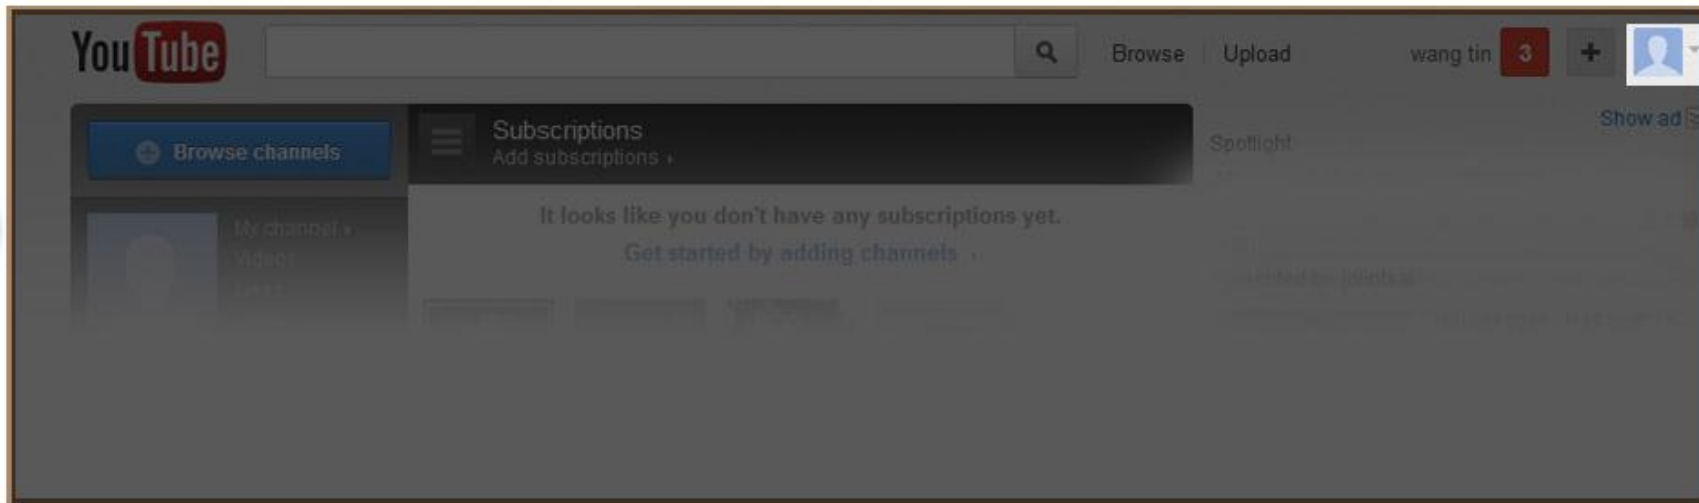 YouTube
Browse
Upload
wang tin
3
+
Show ad
Browse channels
Subscriptions
Add subscriptions
Spotlight
My channel
Videos
It looks like you don't have any subscriptions yet.
Get started by adding channels